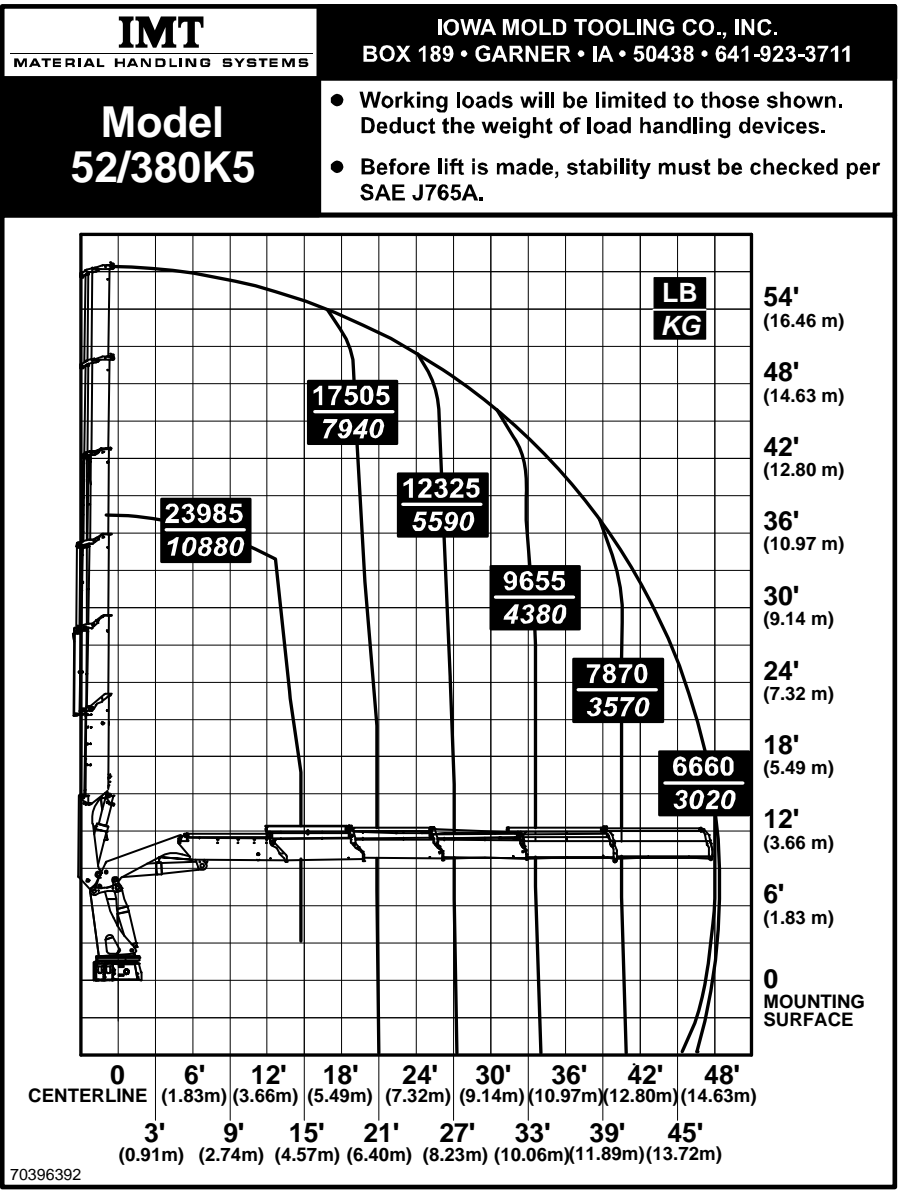 IMT
MATERIAL HANDLING SYSTEMS
IOWA MOLD TOOLING CO., INC.
BOX 189 • GARNER • IA • 50438 • 641-923-3711
Model
52/380K5
● Working loads will be limited to those shown.
Deduct the weight of load handling devices.
● Before lift is made, stability must be checked per
SAE J765A.
LB
KG
54'
(16.46 m)
17505
7940
48'
(14.63 m)
42'
(12.80 m)
12325
5590
23985
10880
36'
(10.97 m)
9655
4380
30'
(9.14 m)
7870
3570
24'
(7.32 m)
18'
(5.49 m)
6660
3020
12'
(3.66 m)
6'
(1.83 m)
0
MOUNTING
SURFACE
0 6' 12' 18' 24' 30' 36' 42' 48'
CENTERLINE (1.83m) (3.66m) (5.49m) (7.32m) (9.14m) (10.97m) (12.80m) (14.63m)
3' 9' 15' 21' 27' 33' 39' 45'
(0.91m) (2.74m) (4.57m) (6.40m) (8.23m) (10.06m) (11.89m) (13.72m)
70396392